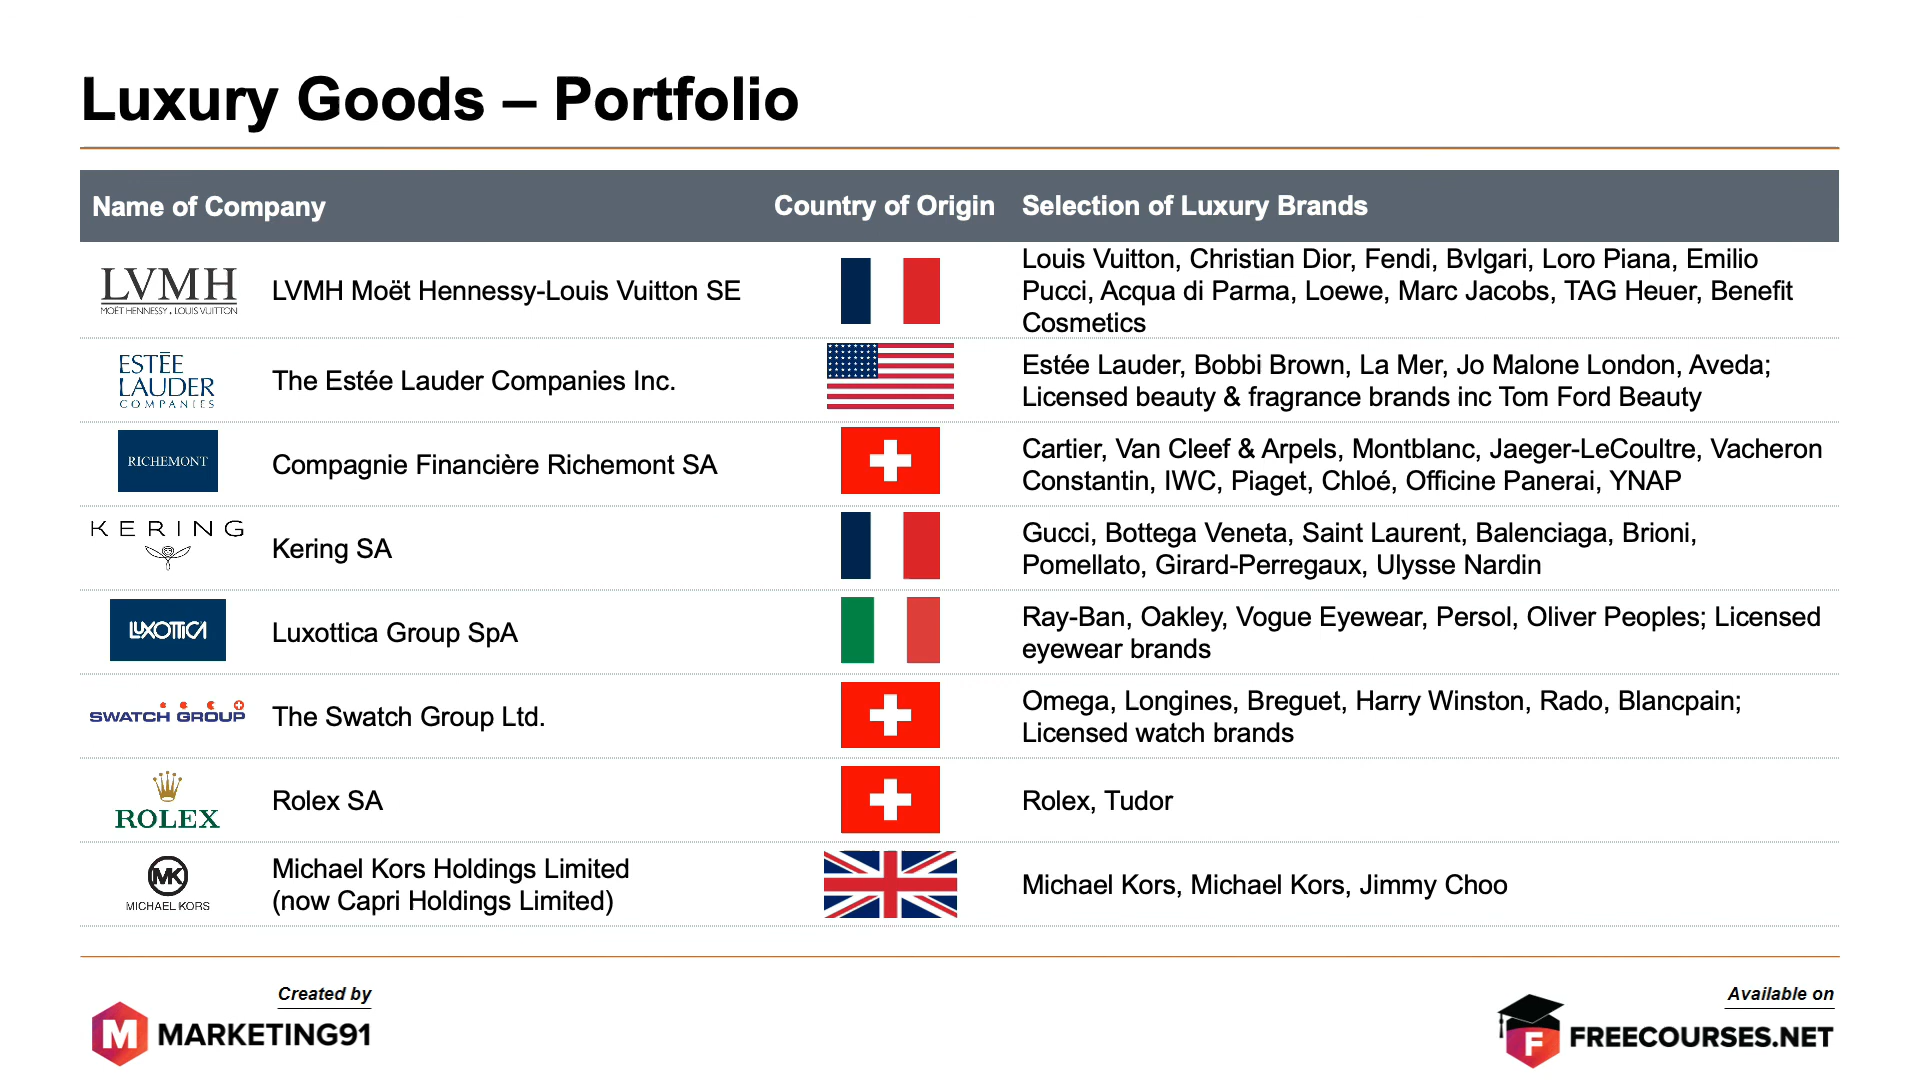 Luxury Goods – Portfolio
Name of Company
Country of Origin
Selection of Luxury Brands
LVMH
MOËT HENNESSY . LOUIS VUITTON
LVMH Moët Hennessy-Louis Vuitton SE
Louis Vuitton, Christian Dior, Fendi, Bvlgari, Loro Piana, Emilio
Pucci, Acqua di Parma, Loewe, Marc Jacobs, TAG Heuer, Benefit
Cosmetics
ESTĒE
LAUDER
COMPANIES
The Estée Lauder Companies Inc.
Estée Lauder, Bobbi Brown, La Mer, Jo Malone London, Aveda;
Licensed beauty & fragrance brands inc Tom Ford Beauty
RICHEMONT
Compagnie Financière Richemont SA
Cartier, Van Cleef & Arpels, Montblanc, Jaeger-LeCoultre, Vacheron
Constantin, IWC, Piaget, Chloé, Officine Panerai, YNAP
KERING
Kering SA
Gucci, Bottega Veneta, Saint Laurent, Balenciaga, Brioni,
Pomellato, Girard-Perregaux, Ulysse Nardin
LUXOTTICA
Luxottica Group SpA
Ray-Ban, Oakley, Vogue Eyewear, Persol, Oliver Peoples; Licensed
eyewear brands
SWATCH GROUP
The Swatch Group Ltd.
Omega, Longines, Breguet, Harry Winston, Rado, Blancpain;
Licensed watch brands
ROLEX
Rolex SA
Rolex, Tudor
MK
MICHAEL KORS
Michael Kors Holdings Limited
(now Capri Holdings Limited)
Michael Kors, Michael Kors, Jimmy Choo
Created by
M MARKETING91
Available on
F FREECOURSES.NET